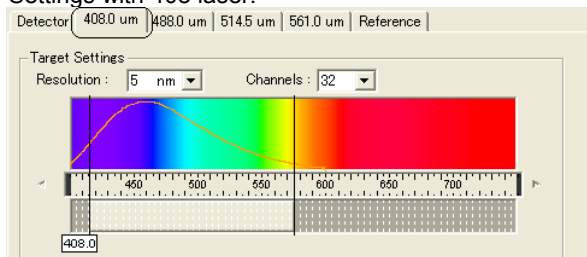 Settings with 405 laser.
Detector 408.0 um 488.0 um 514.5 um 561.0 um Reference
Target Settings
Resolution : 5 nm Channels : 32
450 500 550 600 650 700
408.0